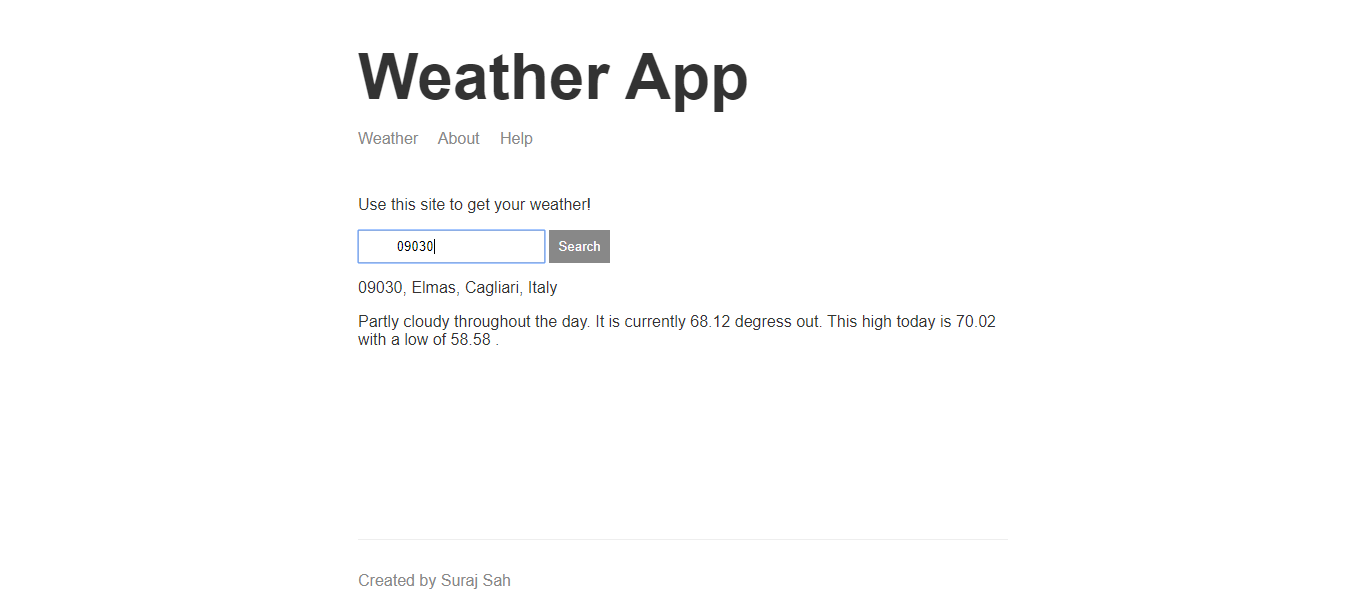 Weather App
Weather About Help
Use this site to get your weather!
09030 Search
09030, Elmas, Cagliari, Italy
Partly cloudy throughout the day. It is currently 68.12 degress out. This high today is 70.02
with a low of 58.58 .
Created by Suraj Sah